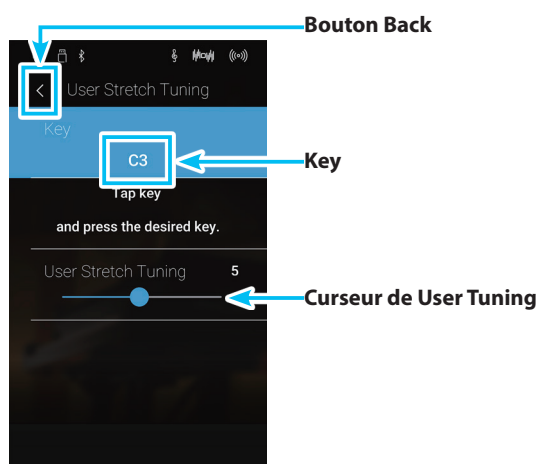 Bouton Back
User Stretch Tuning
Key
C3
Key
Tap key
and press the desired key.
User Stretch Tuning 5
Curseur de User Tuning